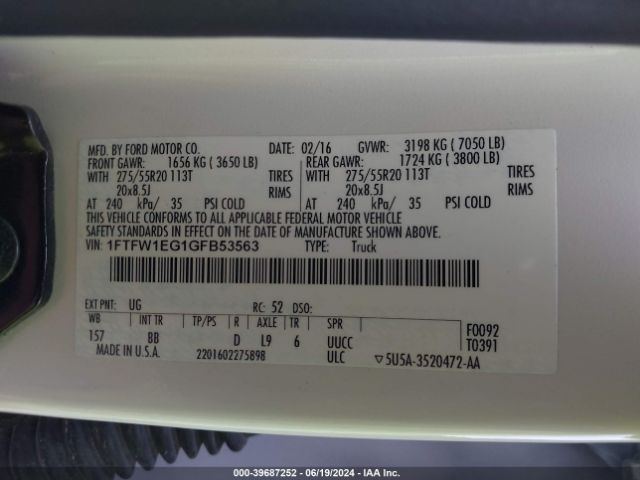 MFD. BY FORD MOTOR CO. DATE: 02/16 GVWR: 3198 KG ( 7050 LB)
FRONT GAWR: 1656 KG ( 3650 LB) REAR GAWR: 1724 KG ( 3800 LB)
WITH 275/55R20 113T TIRES WITH 275/55R20 113T TIRES
20x8.5J RIMS 20x8.5J RIMS
AT 240 kPa/ 35 PSI COLD AT 240 kPa/ 35 PSI COLD
THIS VEHICLE CONFORMS TO ALL APPLICABLE FEDERAL MOTOR VEHICLE
SAFETY STANDARDS IN EFFECT ON THE DATE OF MANUFACTURE SHOWN ABOVE.
VIN: 1FTFW1EG1GFB53563 TYPE: Truck
EXT PNT: UG RC: 52 DSO:
WB INT TR TP/PS R AXLE TR SPR F0092
157 BB D L9 6 UUCC T0391
MADE IN U.S.A. 2201602275898 ULC ▽5U5A-3520472-AA
000-39687252 - 06/19/2024 - IAA Inc.